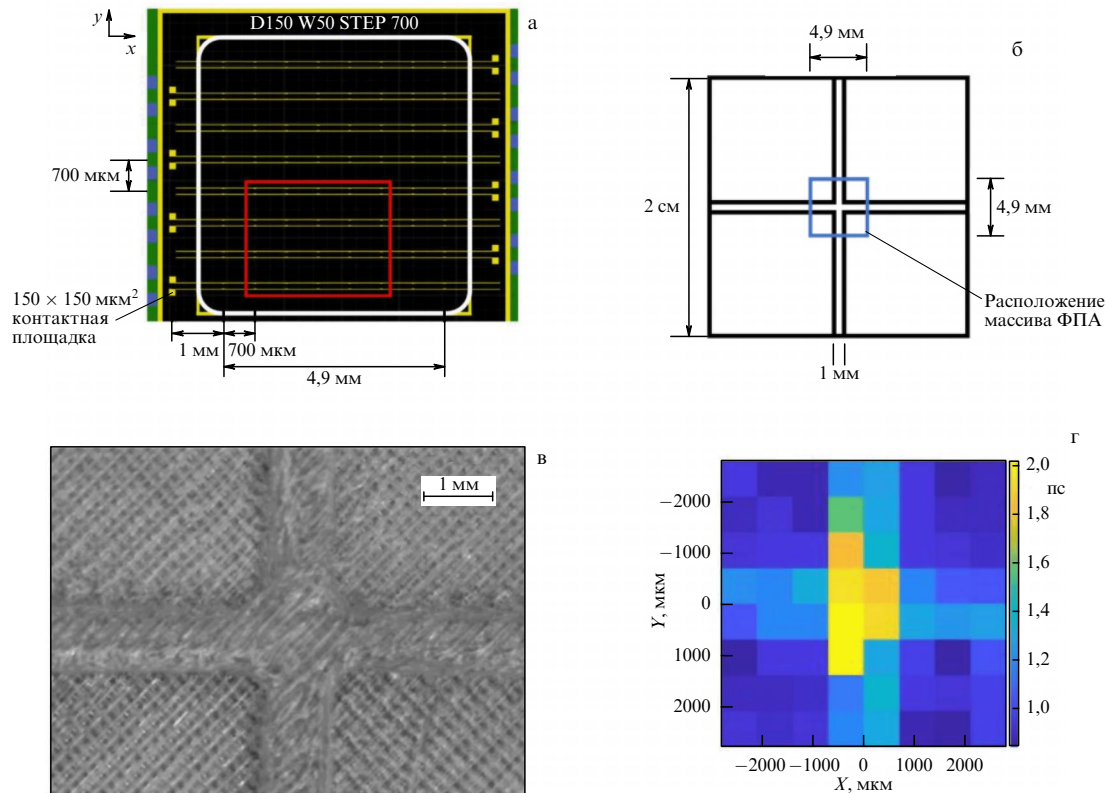 y
x
D150 W50 STEP 700
а
700 мкм
150 × 150 мкм²
контактная
площадка
1 мм
700 мкм
4,9 мм
б
4,9 мм
2 см
4,9 мм
Расположение
массива ФПА
1 мм
в
1 мм
г
2,0
пс
1,8
1,4
1,2
1,0
−2000
−1000
0
1000
2000
Y, мкм
−2000
−1000
0
1000
2000
X, мкм